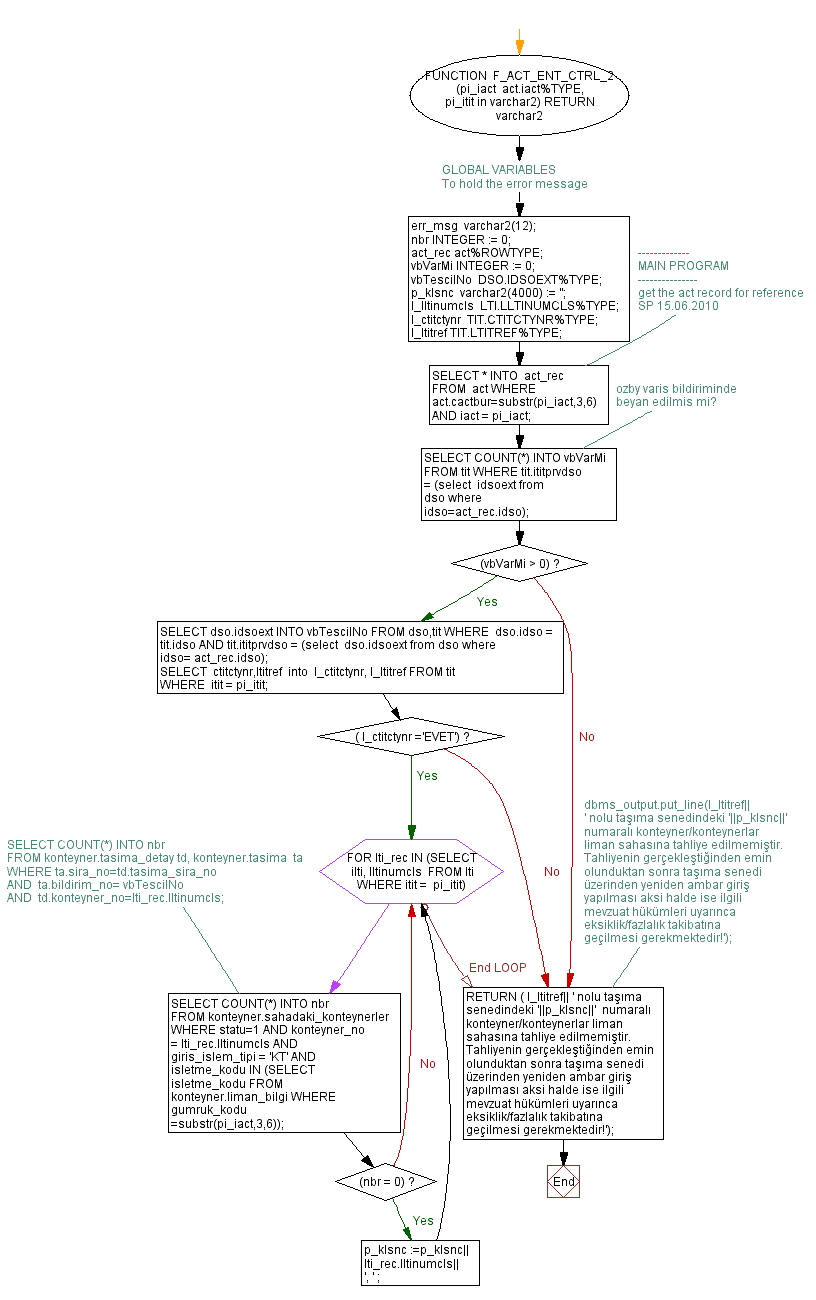 FUNCTION F_ACT_ENT_CTRL_2
(pi_iact act.iact%TYPE,
pi_itit in varchar2) RETURN
varchar2
GLOBAL VARIABLES
To hold the error message
err_msg varchar2(12);
nbr INTEGER := 0;
act_rec act%ROWTYPE;
vbVarMi INTEGER := 0;
vbTescilNo DSO.IDSOEXT%TYPE;
p_klsnc varchar2(4000) := '';
l_lltinumcls LTI.LLTINUMCLS%TYPE;
l_ctitctynr TIT.CTITCTYNR%TYPE;
l_ltitref TIT.LTITREF%TYPE;
-------------
MAIN PROGRAM
---------------
get the act record for reference
SP 15.06.2010
SELECT * INTO act_rec
FROM act WHERE
act.cactbur=substr(pi_iact,3,6)
AND iact = pi_iact;
ozby varis bildiriminde
beyan edilmis mi?
SELECT COUNT(*) INTO vbVarMi
FROM tit WHERE tit.ititprvdso
= (select idsoext from
dso where
idso=act_rec.idso);
(vbVarMi > 0) ?
Yes
SELECT dso.idsoext INTO vbTescilNo FROM dso,tit WHERE dso.idso =
tit.idso AND tit.ititprvdso = (select dso.idsoext from dso where
idso= act_rec.idso);
SELECT ctitctynr,ltitref into l_ctitctynr, l_ltitref FROM tit
WHERE itit = pi_itit;
( l_ctitctynr ='EVET') ?
No
Yes
dbms_output.put_line(l_ltitref||
' nolu taşıma senedindeki '||p_klsnc||'
numaralı konteyner/konteynerlar
liman sahasına tahliye edilmemiştir.
Tahliyenin gerçekleştiğinden emin
olunduktan sonra taşıma senedi
üzerinden yeniden ambar giriş
yapılması aksi halde ise ilgili
mevzuat hükümleri uyarınca
eksiklik/fazlalık takibatına
geçilmesi gerekmektedir!');
SELECT COUNT(*) INTO nbr
FROM konteyner.tasima_detay td, konteyner.tasima ta
WHERE ta.sira_no=td.tasima_sira_no
AND ta.bildirim_no= vbTescilNo
AND td.konteyner_no=lti_rec.lltinumcls;
FOR lti_rec IN (SELECT
ilti, lltinumcls FROM lti
WHERE itit = pi_itit)
No
End LOOP
SELECT COUNT(*) INTO nbr
FROM konteyner.sahadaki_konteynerler
WHERE statu=1 AND konteyner_no
= lti_rec.lltinumcls AND
giris_islem_tipi = 'KT' AND
isletme_kodu IN (SELECT
isletme_kodu FROM
konteyner.liman_bilgi WHERE
gumruk_kodu
=substr(pi_iact,3,6));
RETURN ( l_ltitref|| ' nolu taşıma
senedindeki '||p_klsnc||' numaralı
konteyner/konteynerlar liman
sahasına tahliye edilmemiştir.
Tahliyenin gerçekleştiğinden emin
olunduktan sonra taşıma senedi
üzerinden yeniden ambar giriş
yapılması aksi halde ise ilgili
mevzuat hükümleri uyarınca
eksiklik/fazlalık takibatına
geçilmesi gerekmektedir!');
No
(nbr = 0) ?
End
Yes
p_klsnc :=p_klsnc||
lti_rec.lltinumcls||
', ' ;